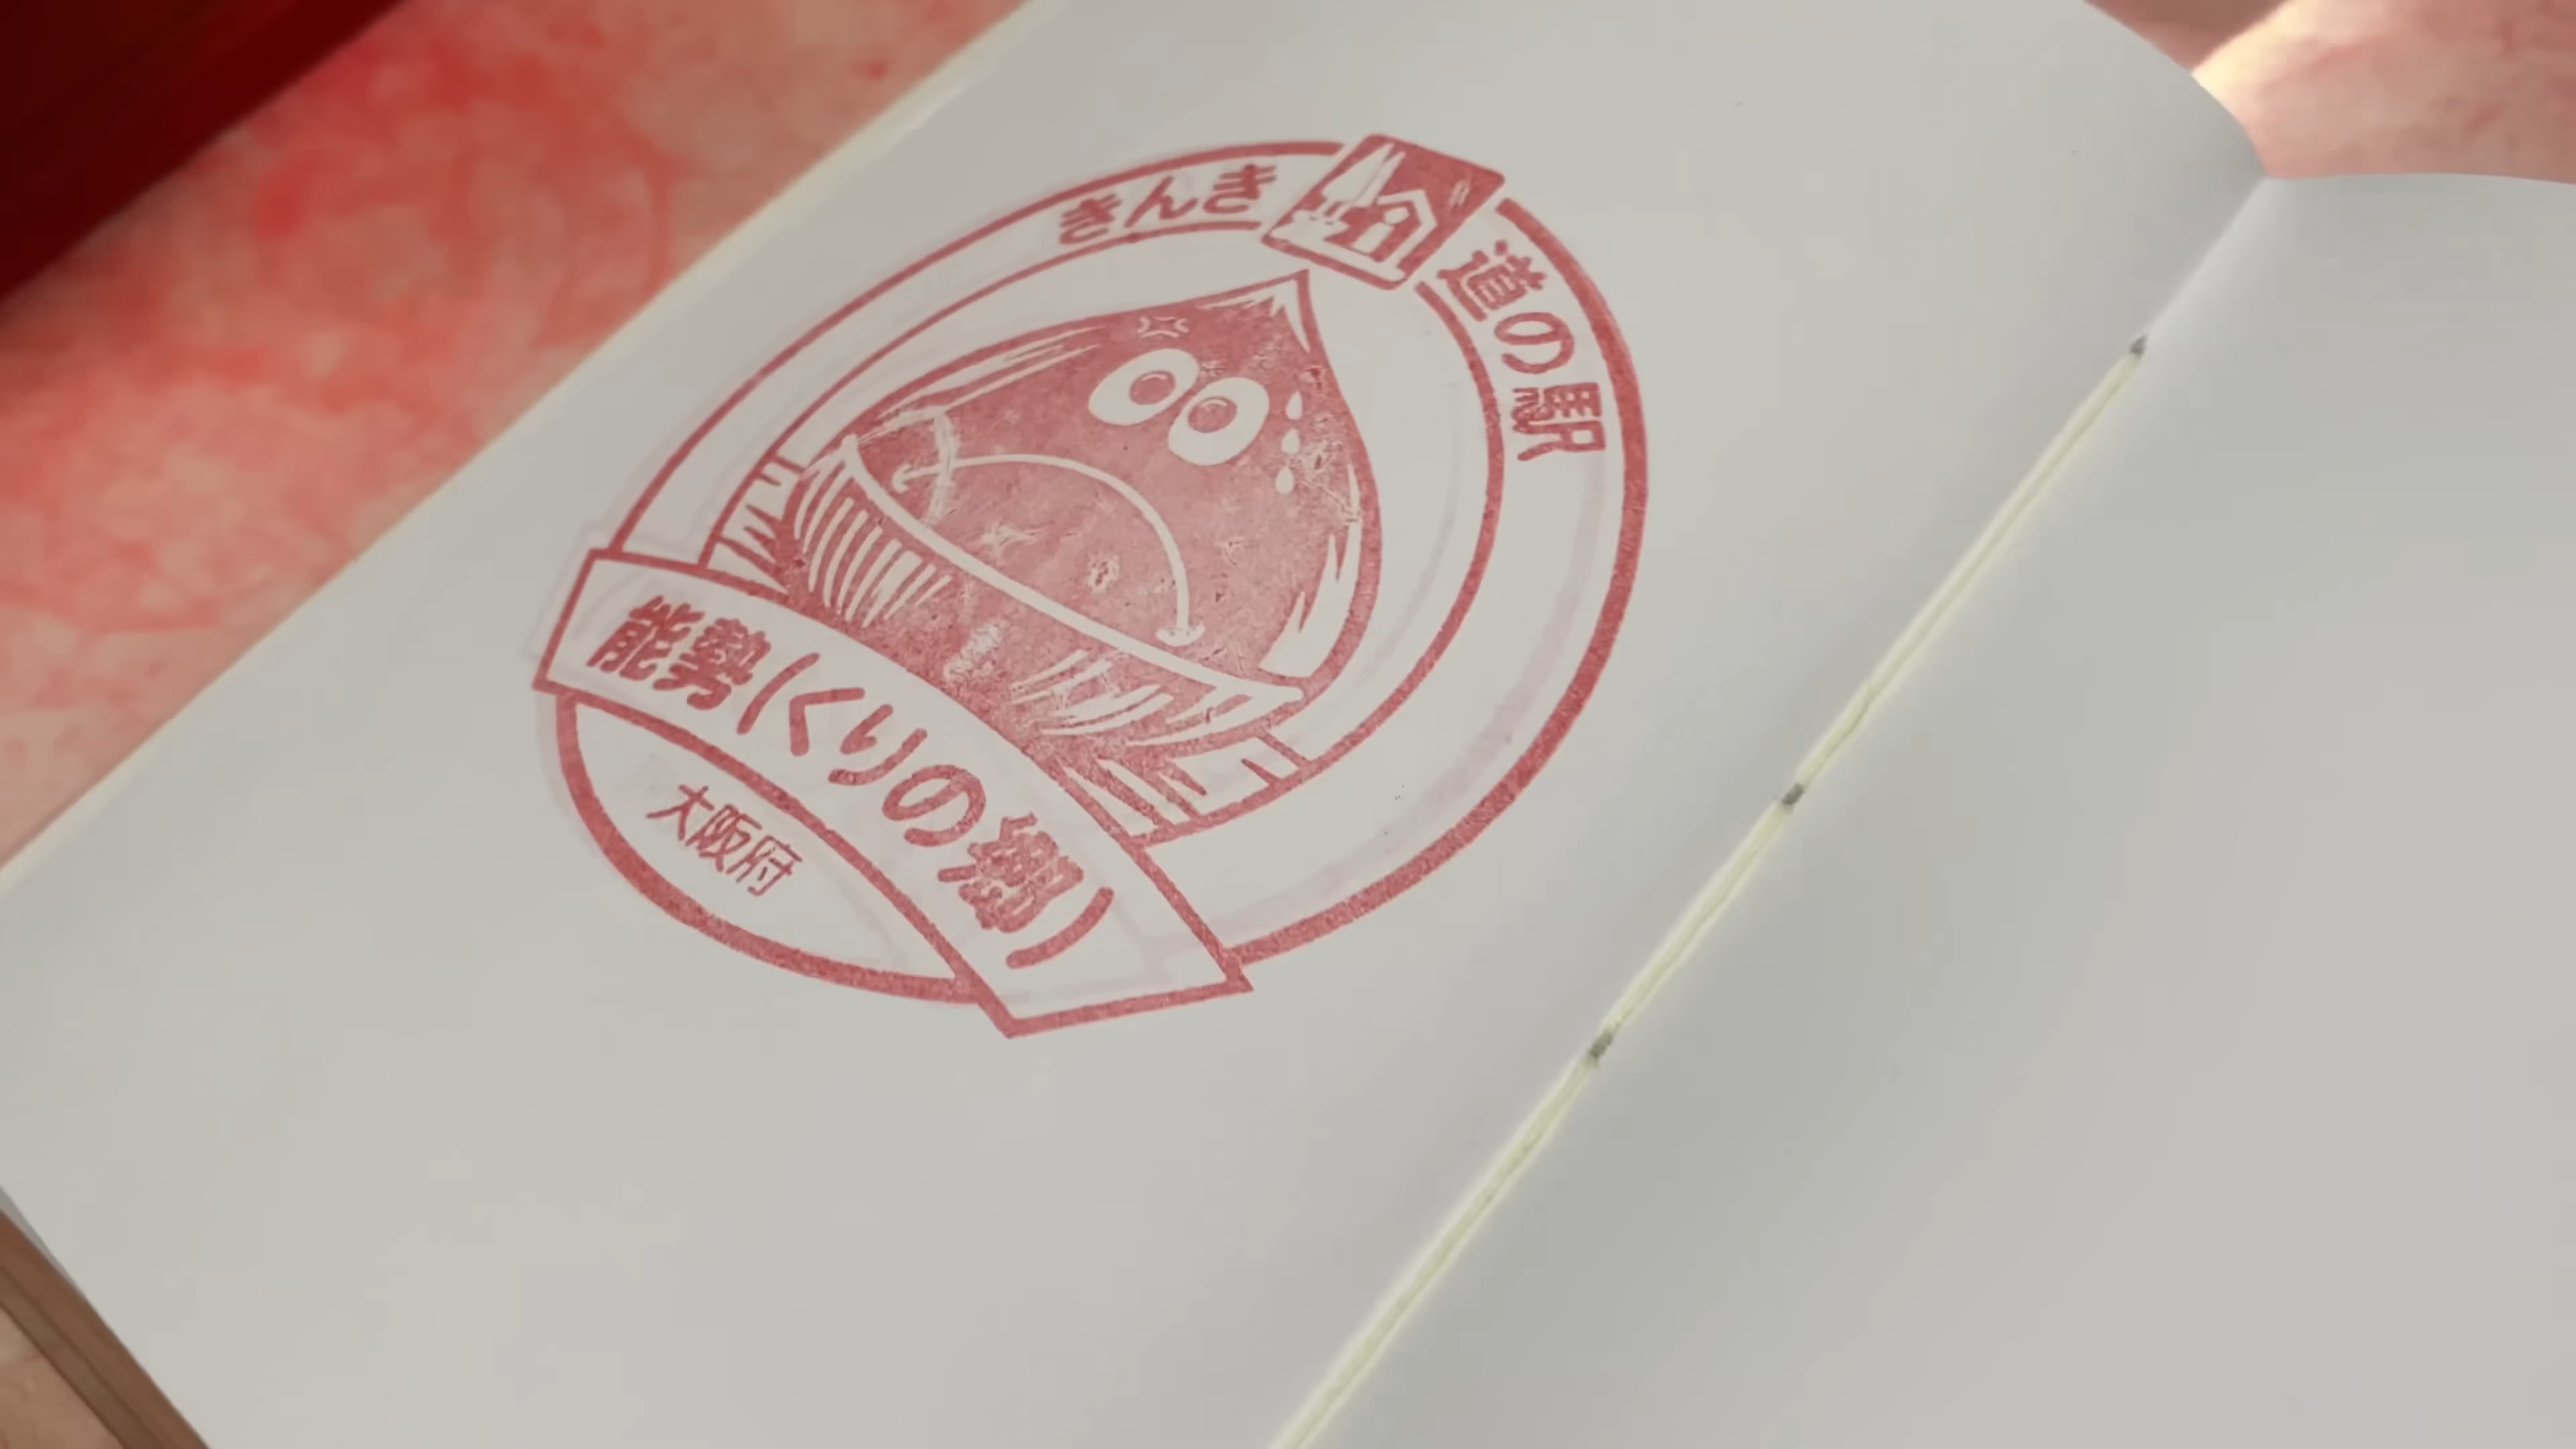 きんき
道の駅
能勢(くりの郷)
大阪府